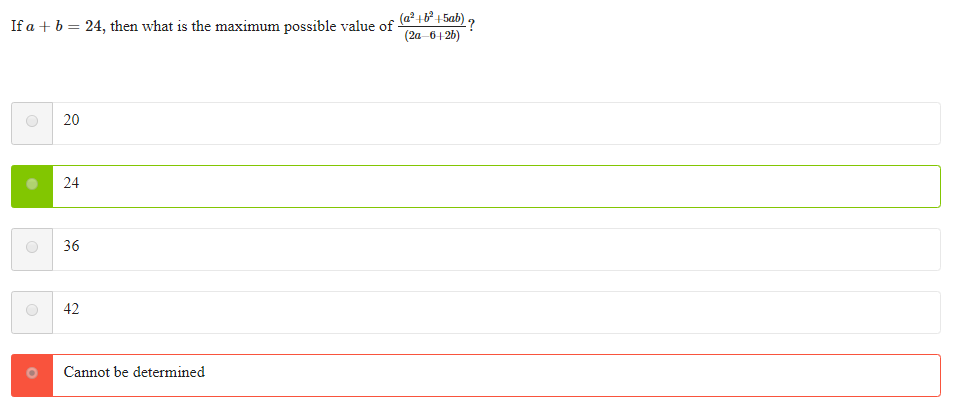 If a + b = 24, then what is the maximum possible value of (a²+b²+5ab)/(2a−6+2b)?
20
24
36
42
Cannot be determined